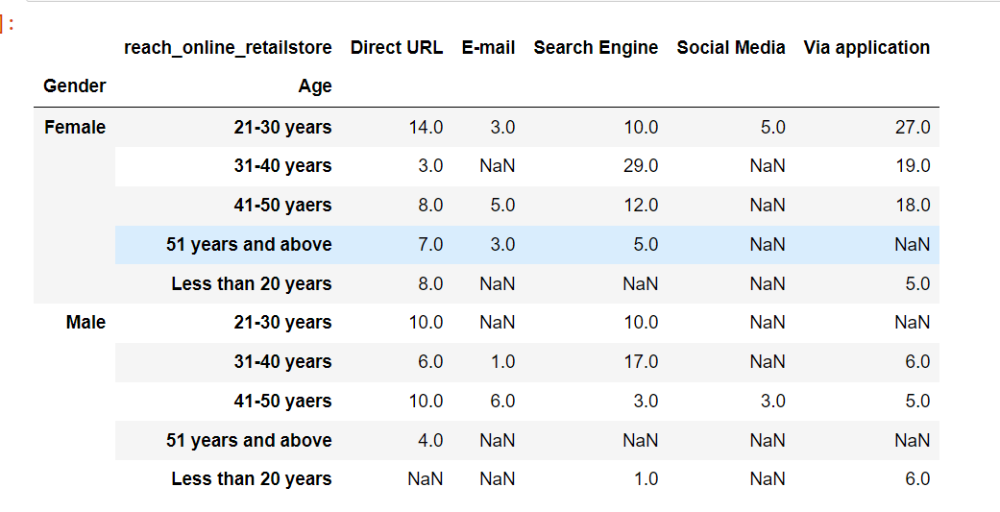 ]:
reach_online_retailstore Direct URL E-mail Search Engine Social Media Via application
Gender Age
Female 21-30 years 14.0 3.0 10.0 5.0 27.0
31-40 years 3.0 NaN 29.0 NaN 19.0
41-50 yaers 8.0 5.0 12.0 NaN 18.0
51 years and above 7.0 3.0 5.0 NaN NaN
Less than 20 years 8.0 NaN NaN NaN 5.0
Male 21-30 years 10.0 NaN 10.0 NaN NaN
31-40 years 6.0 1.0 17.0 NaN 6.0
41-50 yaers 10.0 6.0 3.0 3.0 5.0
51 years and above 4.0 NaN NaN NaN NaN
Less than 20 years NaN NaN 1.0 NaN 6.0